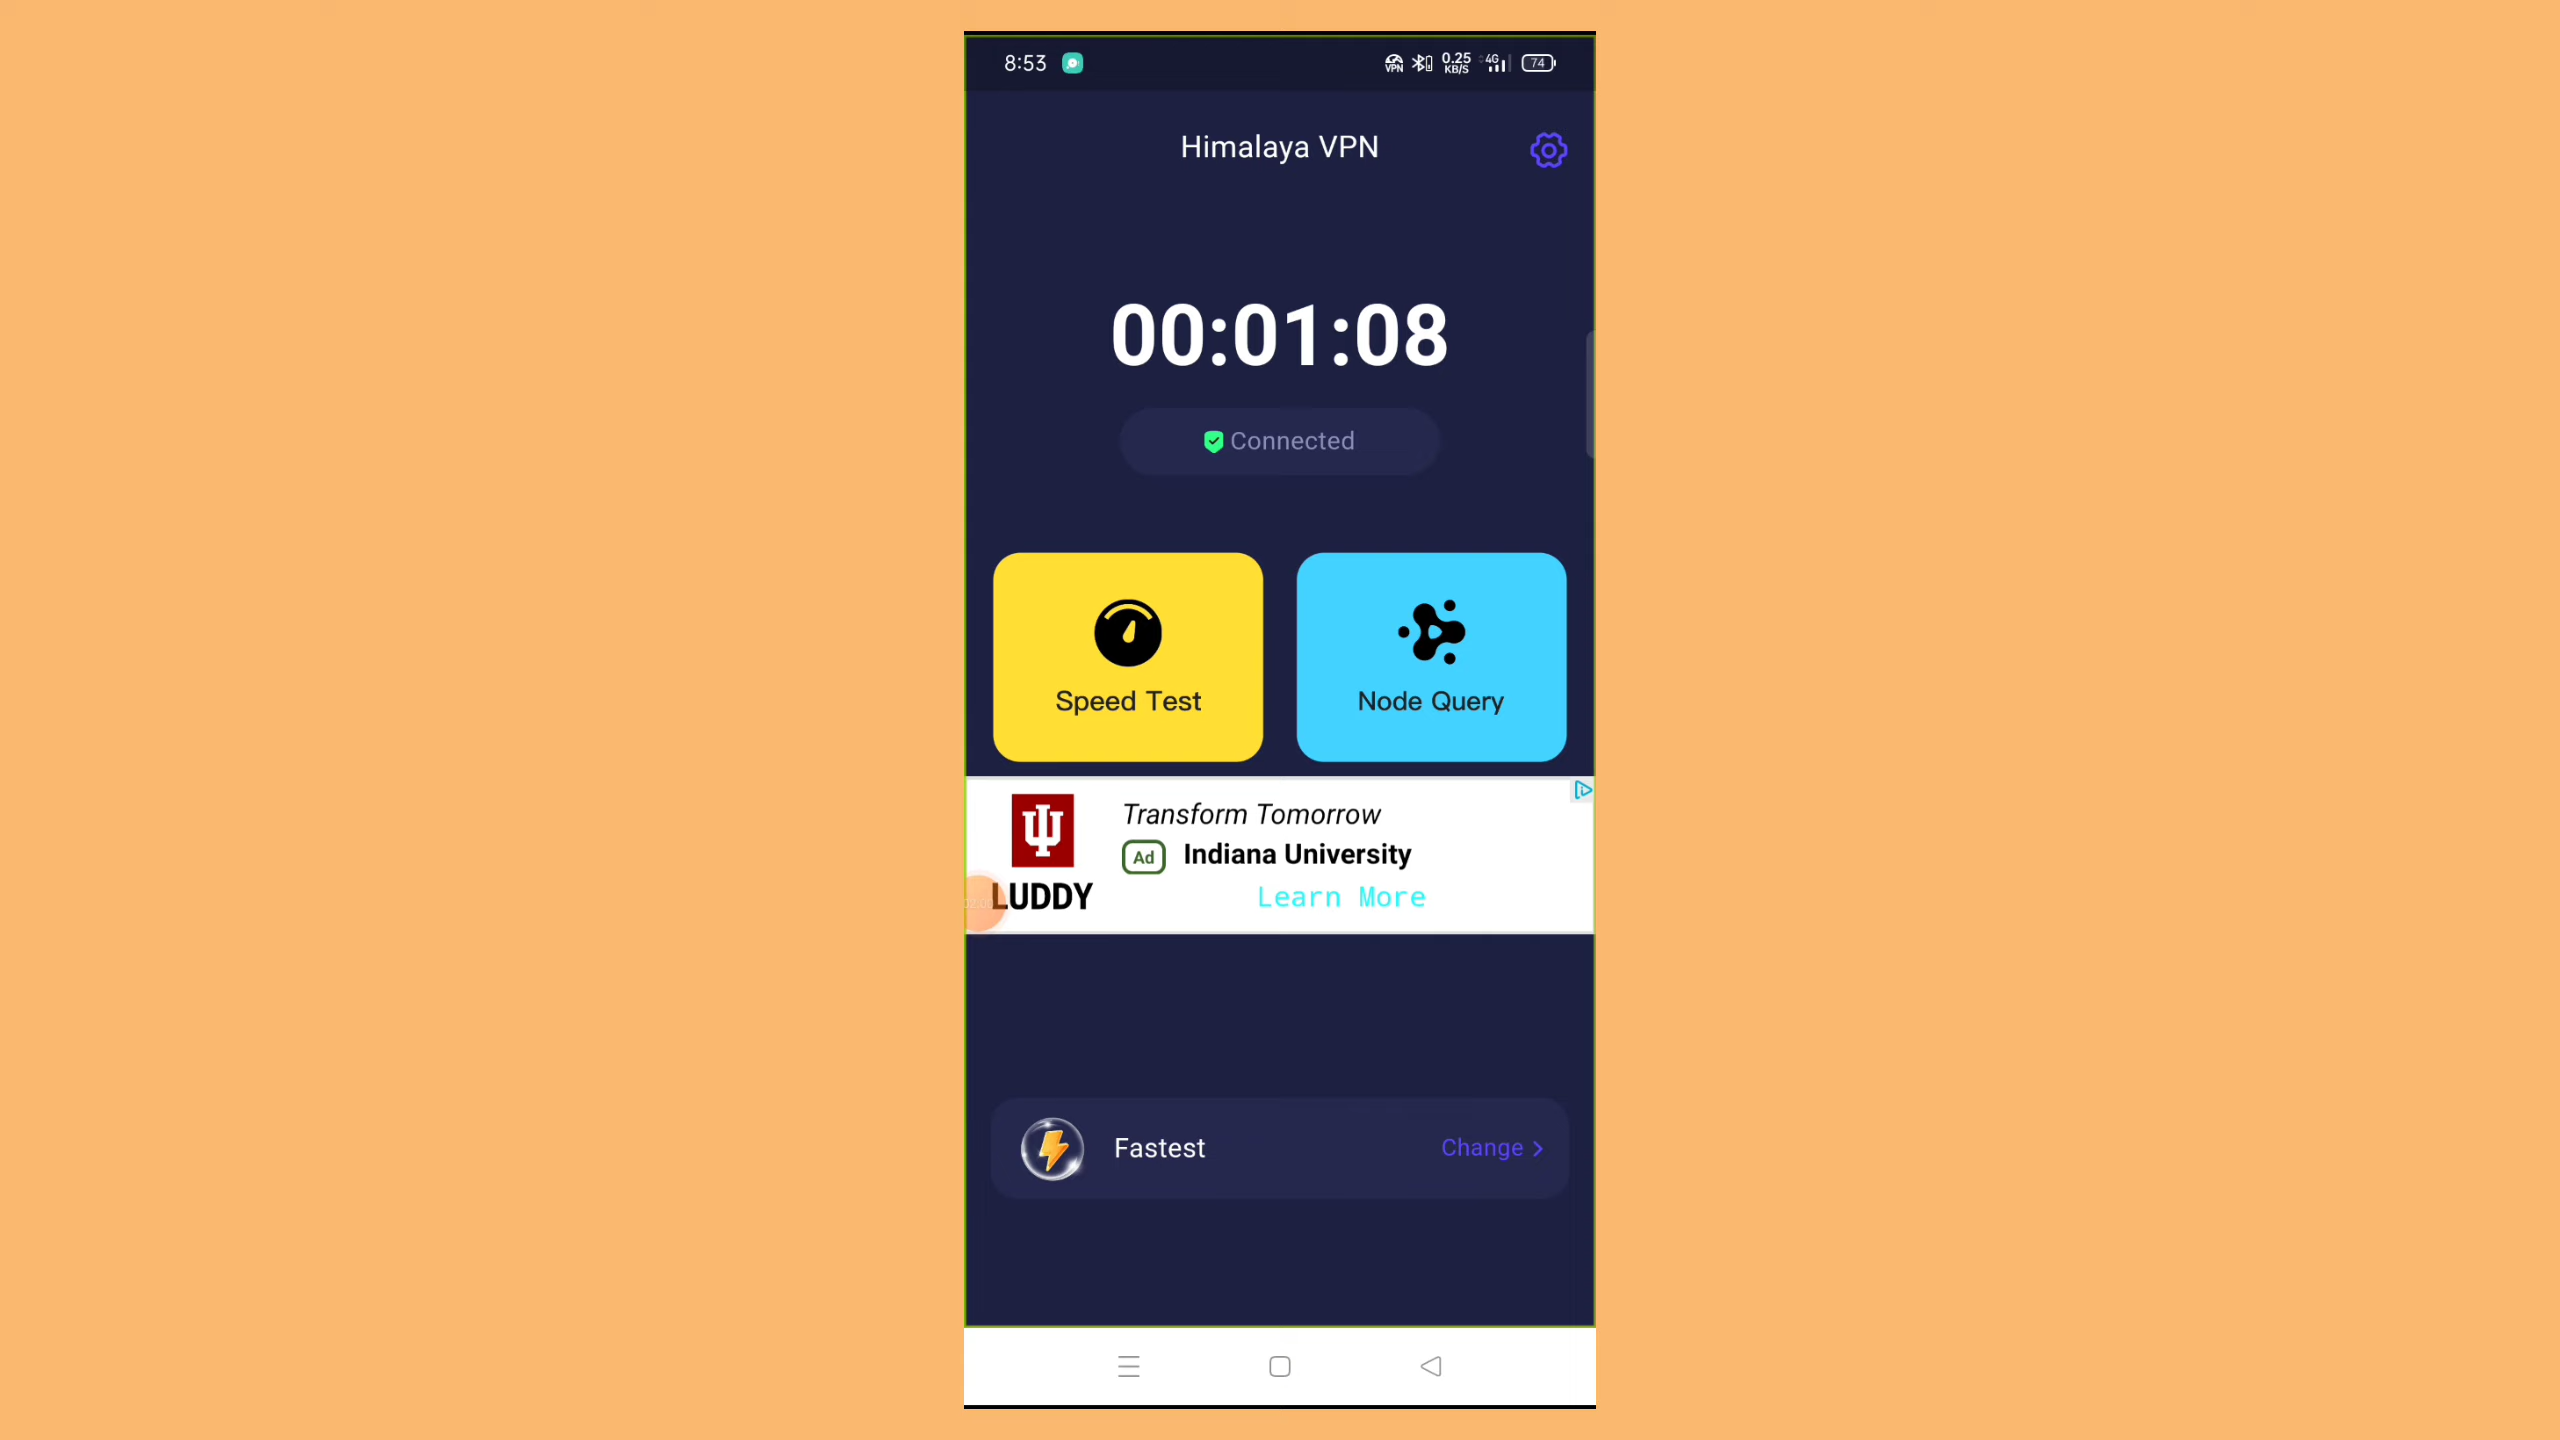 8:53
VPN 0.25 KB/S 4G 74
Himalaya VPN
00:01:08
Connected
Speed Test
Node Query
Transform Tomorrow
Ad Indiana University
LUDDY
Learn More
Fastest
Change